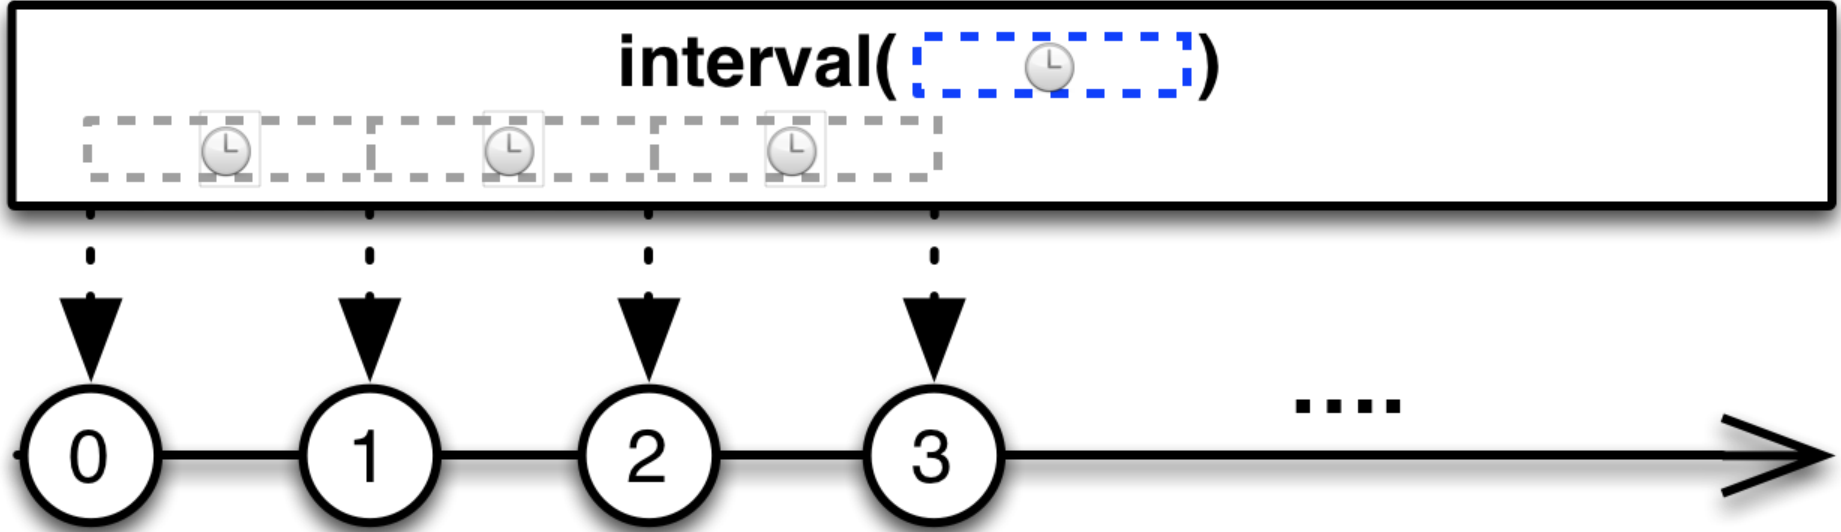 interval( )
0 1 2 3 ....